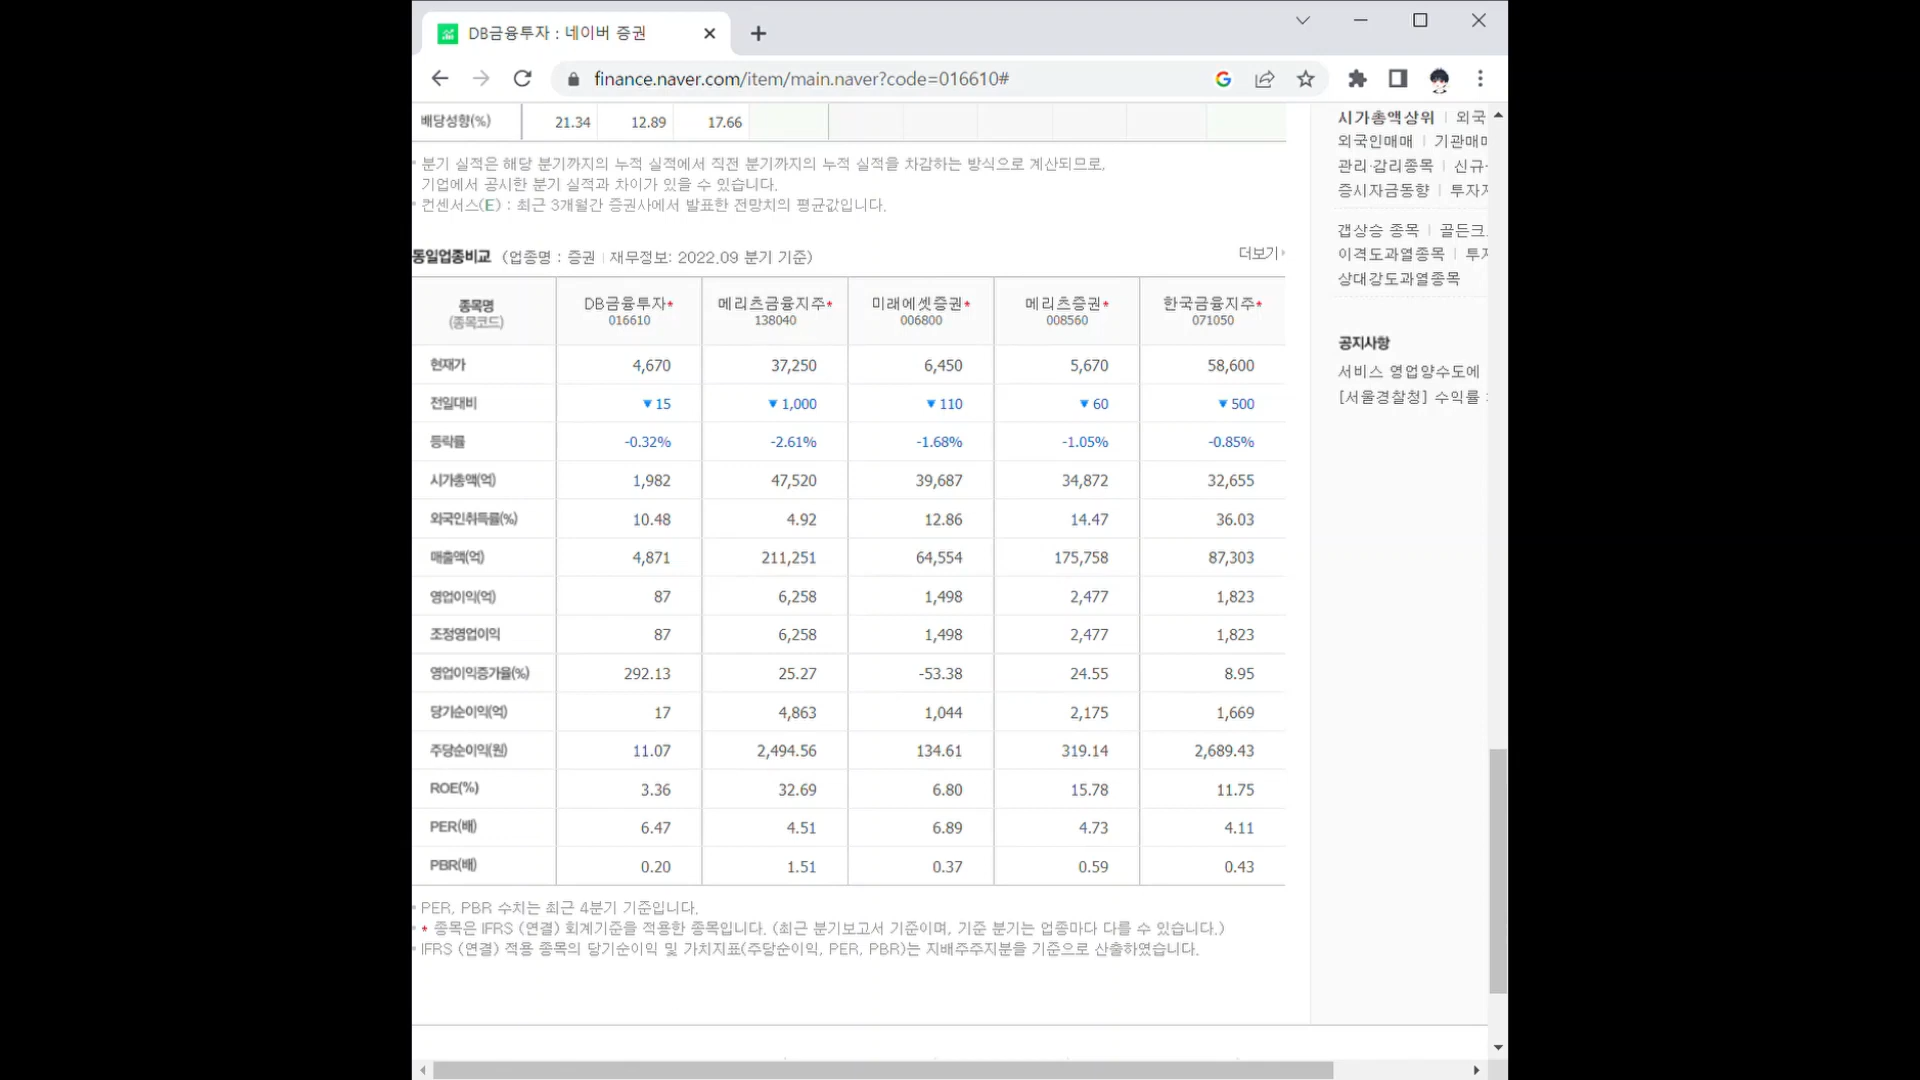 DB금융투자 : 네이버 증권
finance.naver.com/item/main.naver?code=016610#
배당성향(%) 21.34 12.89 17.66
분기 실적은 해당 분기까지의 누적 실적에서 직전 분기까지의 누적 실적을 차감하는 방식으로 계산되므로,
기업에서 공시한 분기 실적과 차이가 있을 수 있습니다.
컨센서스(E) : 최근 3개월간 증권사에서 발표한 전망치의 평균값입니다.
동일업종비교 (업종명 : 증권 | 재무정보: 2022.09 분기 기준) 더보기
종목명 DB금융투자* 메리츠금융지주* 미래에셋증권* 메리츠증권* 한국금융지주*
(종목코드) 016610 138040 006800 008560 071050
현재가 4,670 37,250 6,450 5,670 58,600
전일대비 ▼15 ▼1,000 ▼110 ▼60 ▼500
등락률 -0.32% -2.61% -1.68% -1.05% -0.85%
시가총액(억) 1,982 47,520 39,687 34,872 32,655
외국인취득률(%) 10.48 4.92 12.86 14.47 36.03
매출액(억) 4,871 211,251 64,554 175,758 87,303
영업이익(억) 87 6,258 1,498 2,477 1,823
조정영업이익 87 6,258 1,498 2,477 1,823
영업이익증가율(%) 292.13 25.27 -53.38 24.55 8.95
당기순이익(억) 17 4,863 1,044 2,175 1,669
주당순이익(원) 11.07 2,494.56 134.61 319.14 2,689.43
ROE(%) 3.36 32.69 6.80 15.78 11.75
PER(배) 6.47 4.51 6.89 4.73 4.11
PBR(배) 0.20 1.51 0.37 0.59 0.43
PER, PBR 수치는 최근 4분기 기준입니다.
* 종목은 IFRS (연결) 회계기준을 적용한 종목입니다. (최근 분기보고서 기준이며, 기준 분기는 업종마다 다를 수 있습니다.)
IFRS (연결) 적용 종목의 당기순이익 및 가치지표(주당순이익, PER, PBR)는 지배주주지분을 기준으로 산출하였습니다.
시가총액상위 | 외국
외국인매매 | 기관매매
관리·감리종목 | 신규
증시자금동향 | 투자
갭상승 종목 | 골든크
이격도과열종목 | 투
상대강도과열종목
공지사항
서비스 영업양수도에
[서울경찰청] 수익률